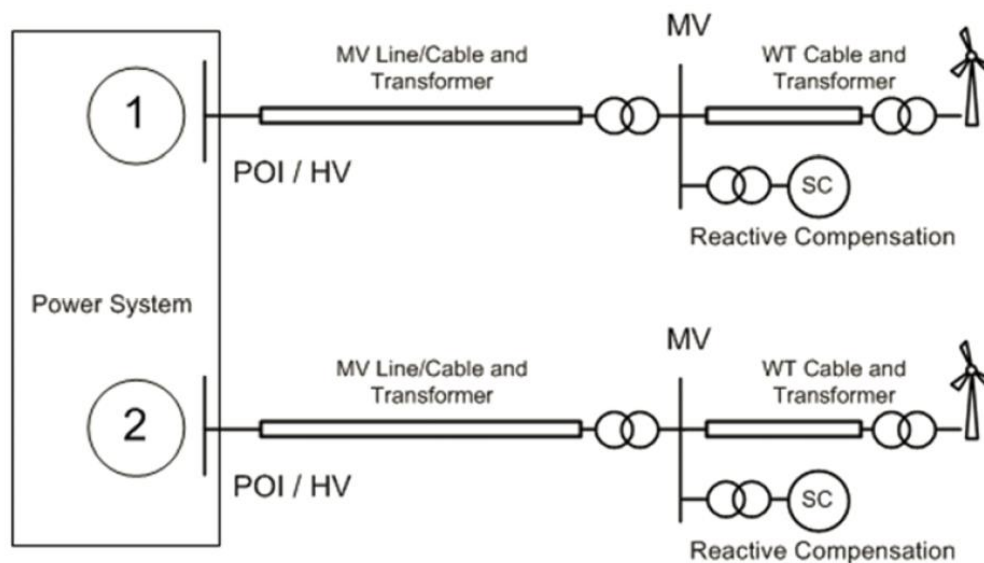 MV
MV Line/Cable and
Transformer
WT Cable and
Transformer
1
POI / HV
SC
Reactive Compensation
Power System
MV
MV Line/Cable and
Transformer
WT Cable and
Transformer
2
POI / HV
SC
Reactive Compensation